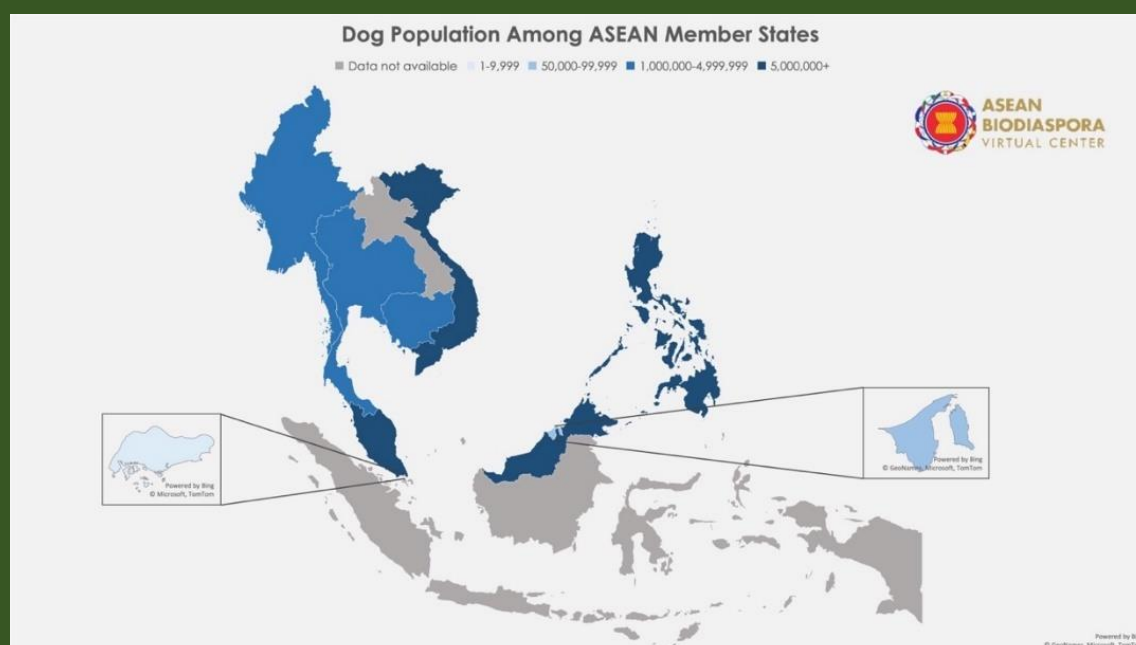 Dog Population Among ASEAN Member States
Data not available 1-9,999 50,000-99,999 1,000,000-4,999,999 5,000,000+
ASEAN
BIODIASPORA
VIRTUAL CENTER
Powered by Bing
© Microsoft, TomTom
Powered by Bing
© GeoNames, Microsoft, TomTom
Powered by
© GeoNames, Microsoft,